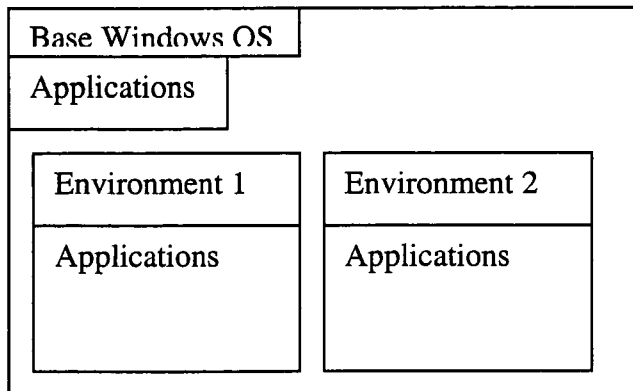 Base Windows OS
Applications
Environment 1
Applications
Environment 2
Applications